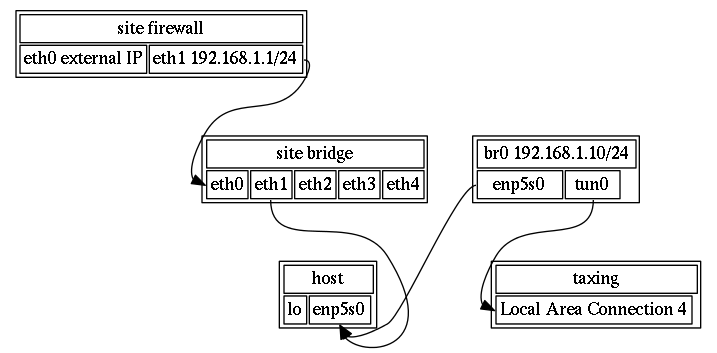 site firewall
eth0 external IP eth1 192.168.1.1/24
site bridge
eth0 eth1 eth2 eth3 eth4
br0 192.168.1.10/24
enp5s0 tun0
host
lo enp5s0
taxing
Local Area Connection 4